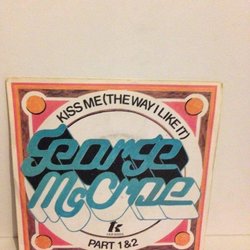 KISS ME (THE WAY I LIKE IT)
George
McCrae
PART 1 & 2